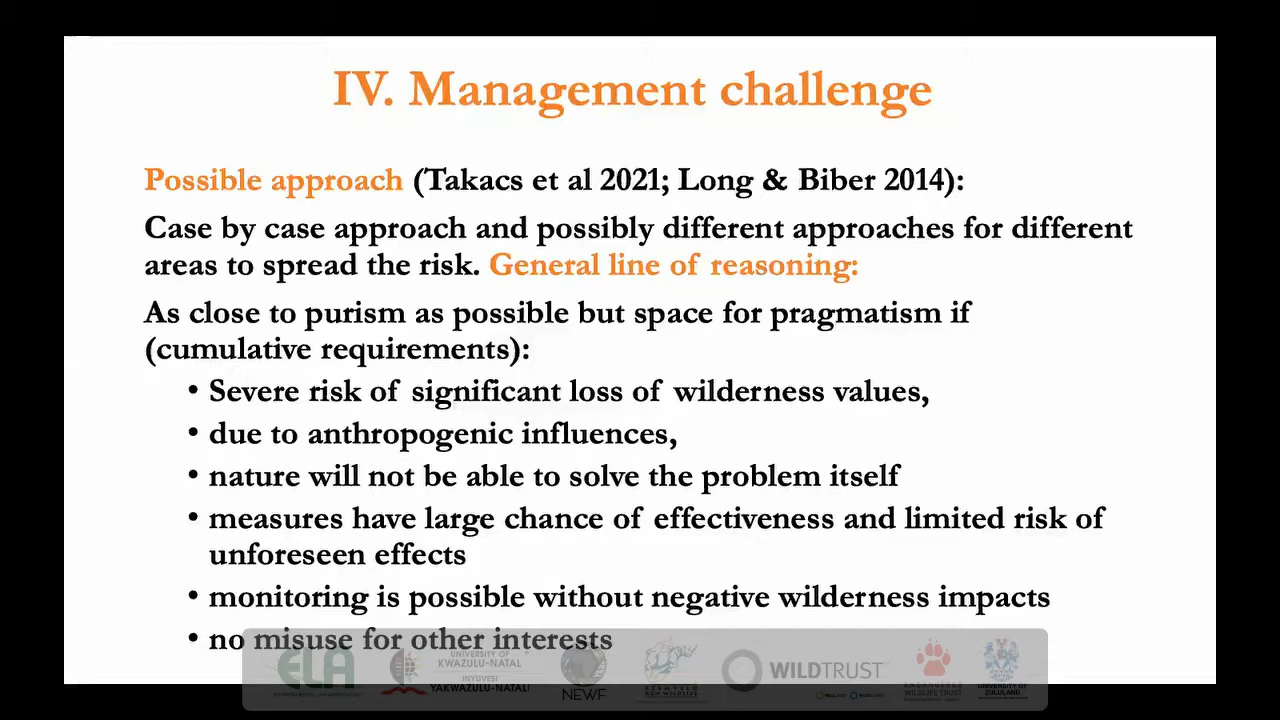 IV. Management challenge
Possible approach (Takacs et al 2021; Long & Biber 2014):
Case by case approach and possibly different approaches for different
areas to spread the risk. General line of reasoning:
As close to purism as possible but space for pragmatism if
(cumulative requirements):
• Severe risk of significant loss of wilderness values,
• due to anthropogenic influences,
• nature will not be able to solve the problem itself
• measures have large chance of effectiveness and limited risk of
unforeseen effects
• monitoring is possible without negative wilderness impacts
• no misuse for other interests
ELA
UNIVERSITY OF
KWAZULU-NATAL
INYUVESI
YAKWAZULU-NATALI
NEWF
WILDTRUST
WILDLIFE TRUST
UNIVERSITY OF
ZULULAND